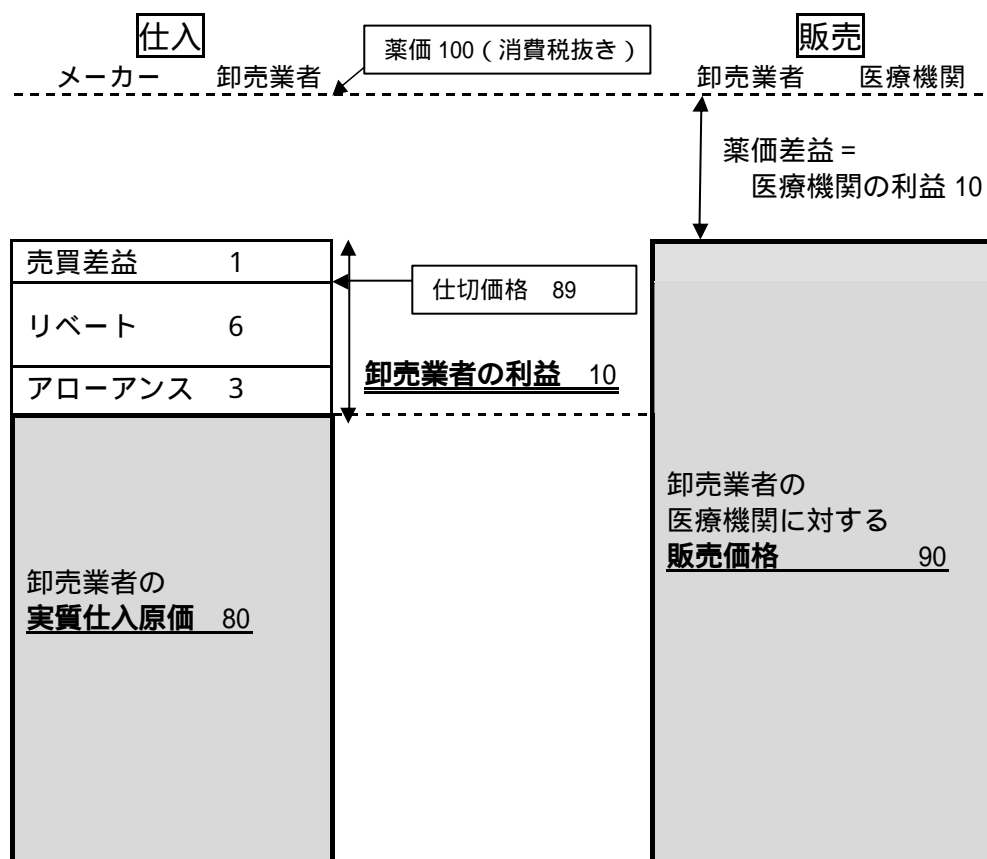 仕入
販売
薬価 100(消費税抜き)
メーカー 卸売業者
卸売業者 医療機関
薬価差益=
医療機関の利益 10
売買差益 1
仕切価格 89
リベート 6
卸売業者の利益 10
アローアンス 3
卸売業者の
医療機関に対する
販売価格 90
卸売業者の
実質仕入原価 80